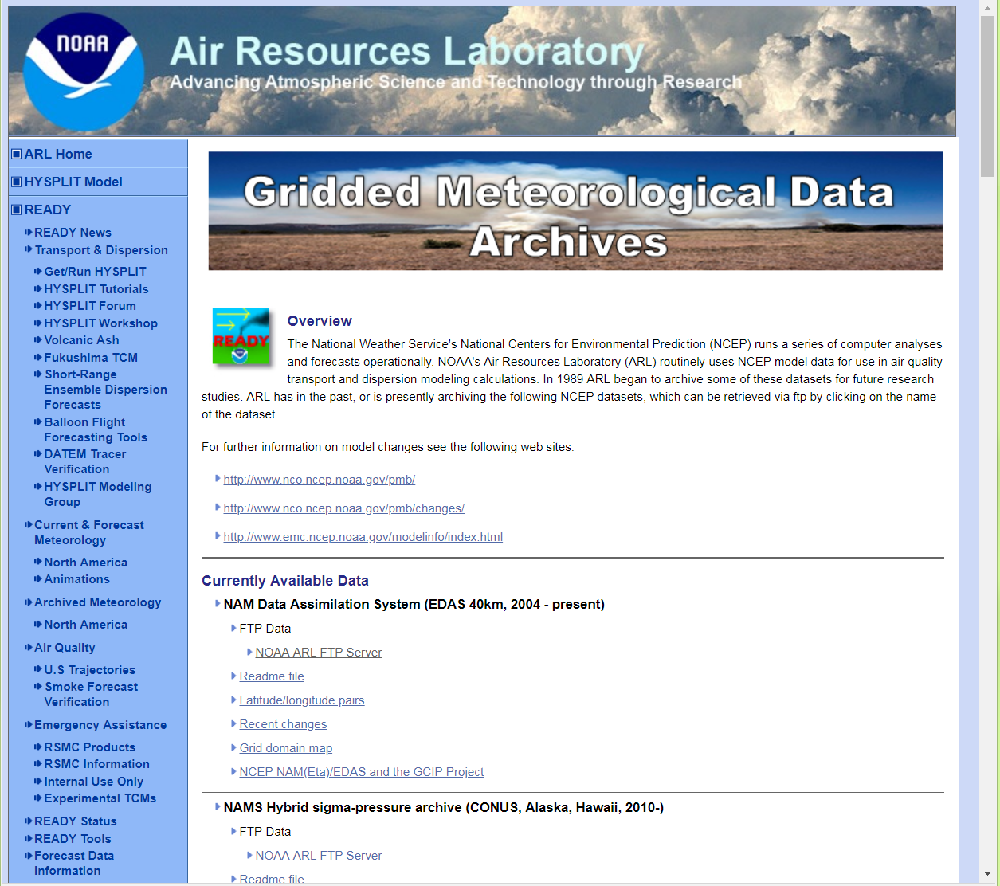 NOAA
Air Resources Laboratory
Advancing Atmospheric Science and Technology through Research
ARL Home
HYSPLIT Model
READY
READY News
Transport & Dispersion
Get/Run HYSPLIT
HYSPLIT Tutorials
HYSPLIT Forum
HYSPLIT Workshop
Volcanic Ash
Fukushima TCM
Short-Range
Ensemble Dispersion
Forecasts
Balloon Flight
Forecasting Tools
DATEM Tracer
Verification
HYSPLIT Modeling
Group
Current & Forecast
Meteorology
North America
Animations
Archived Meteorology
North America
Air Quality
U.S Trajectories
Smoke Forecast
Verification
Emergency Assistance
RSMC Products
RSMC Information
Internal Use Only
Experimental TCMs
READY Status
READY Tools
Forecast Data
Information
Gridded Meteorological Data
Archives
READY
NOAA
Overview
The National Weather Service's National Centers for Environmental Prediction (NCEP) runs a series of computer analyses
and forecasts operationally. NOAA's Air Resources Laboratory (ARL) routinely uses NCEP model data for use in air quality
transport and dispersion modeling calculations. In 1989 ARL began to archive some of these datasets for future research
studies. ARL has in the past, or is presently archiving the following NCEP datasets, which can be retrieved via ftp by clicking on the name
of the dataset.
For further information on model changes see the following web sites:
http://www.nco.ncep.noaa.gov/pmb/
http://www.nco.ncep.noaa.gov/pmb/changes/
http://www.emc.ncep.noaa.gov/modelinfo/index.html
Currently Available Data
NAM Data Assimilation System (EDAS 40km, 2004 - present)
FTP Data
NOAA ARL FTP Server
Readme file
Latitude/longitude pairs
Recent changes
Grid domain map
NCEP NAM(Eta)/EDAS and the GCIP Project
NAMS Hybrid sigma-pressure archive (CONUS, Alaska, Hawaii, 2010-)
FTP Data
NOAA ARL FTP Server
Readme file